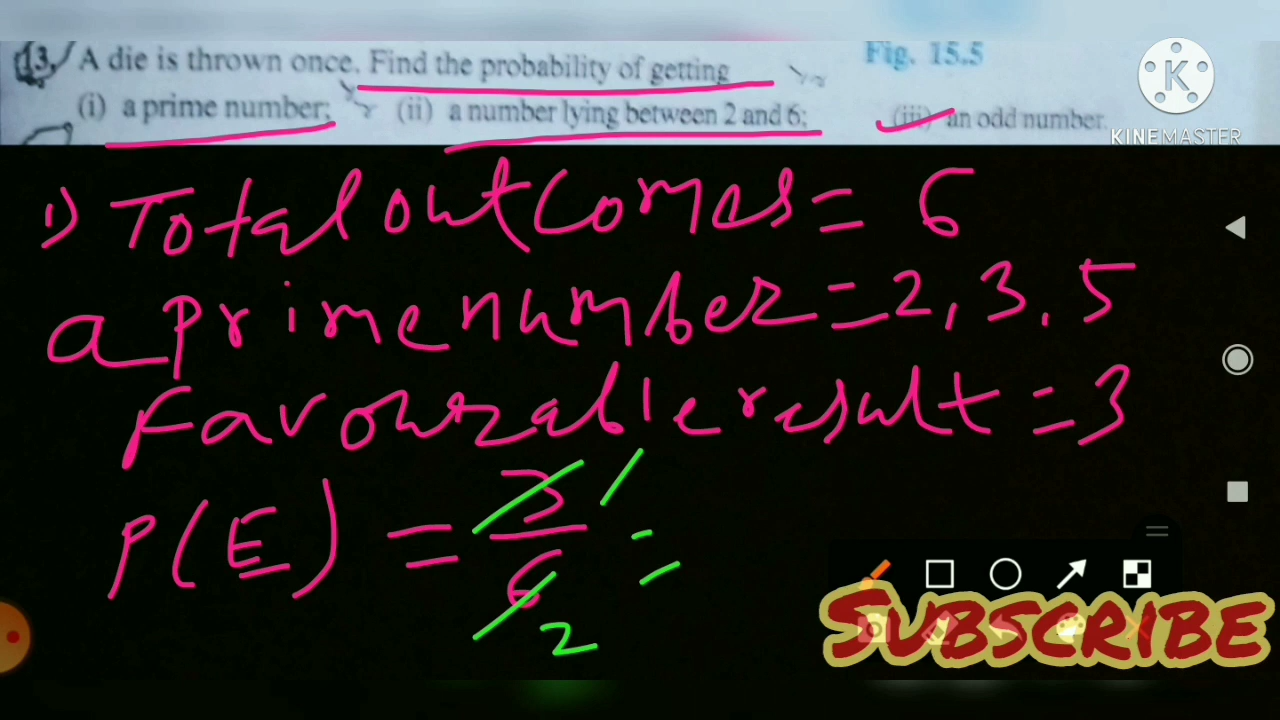 13. A die is thrown once. Find the probability of getting
Fig. 15.5
(i) a prime number; (ii) a number lying between 2 and 6; (iii) an odd number.
K
KINEMASTER
1) Total outcomes = 6
a prime number = 2, 3, 5
Favourable result = 3
P(E) = 3/6 1/2 =
SUBSCRIBE